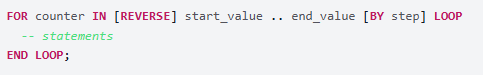 FOR counter IN [REVERSE] start_value .. end_value [BY step] LOOP
  -- statements
END LOOP;